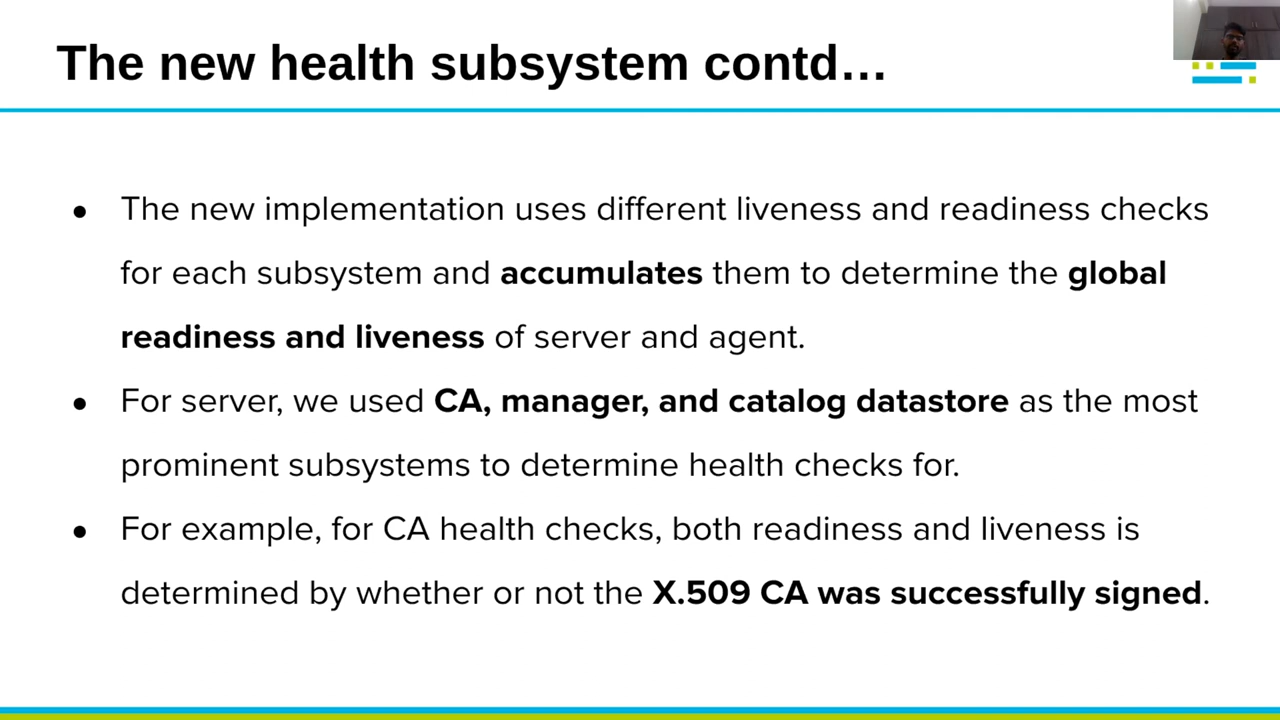 The new health subsystem contd…
● The new implementation uses different liveness and readiness checks
for each subsystem and accumulates them to determine the global
readiness and liveness of server and agent.
● For server, we used CA, manager, and catalog datastore as the most
prominent subsystems to determine health checks for.
● For example, for CA health checks, both readiness and liveness is
determined by whether or not the X.509 CA was successfully signed.